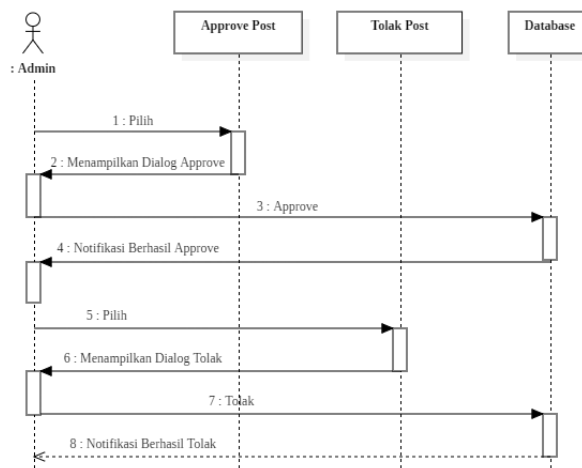 Approve Post
Tolak Post
Database
: Admin
1 : Pilih
2 : Menampilkan Dialog Approve
3 : Approve
4 : Notifikasi Berhasil Approve
5 : Pilih
6 : Menampilkan Dialog Tolak
7 : Tolak
8 : Notifikasi Berhasil Tolak